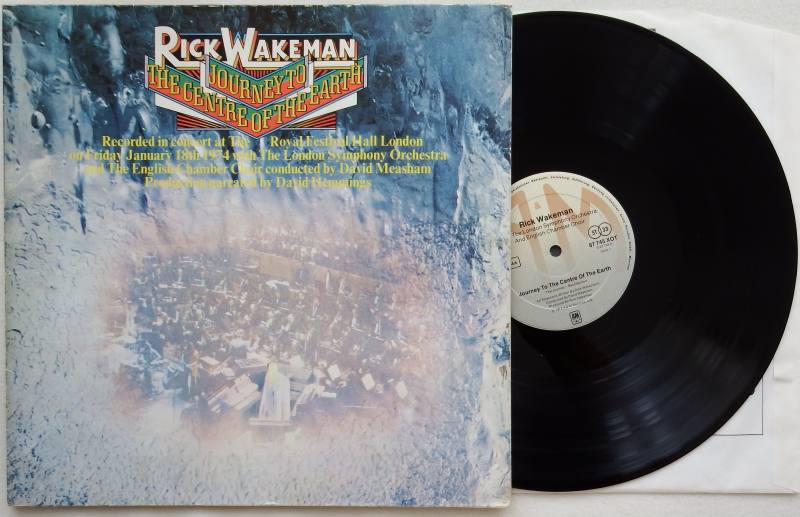 RICK WAKEMAN
JOURNEY TO
THE CENTRE OF THE EARTH
Recorded in concert at The Royal Festival Hall London
on Friday January 18th 1974 with The London Symphony Orchestra
and The English Chamber Choir conducted by David Measham
Production narrated by David Hemmings
Rick Wakeman
The London Symphony Orchestra
And English Chamber Choir
ST 33
87 745 XOT
Journey To The Centre Of The Earth
A&M